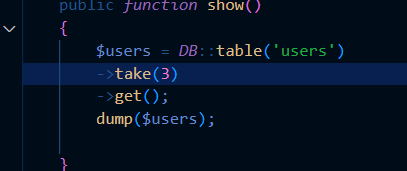 public function show()
{
$users = DB::table('users')
->take(3)
->get();
dump($users);
}